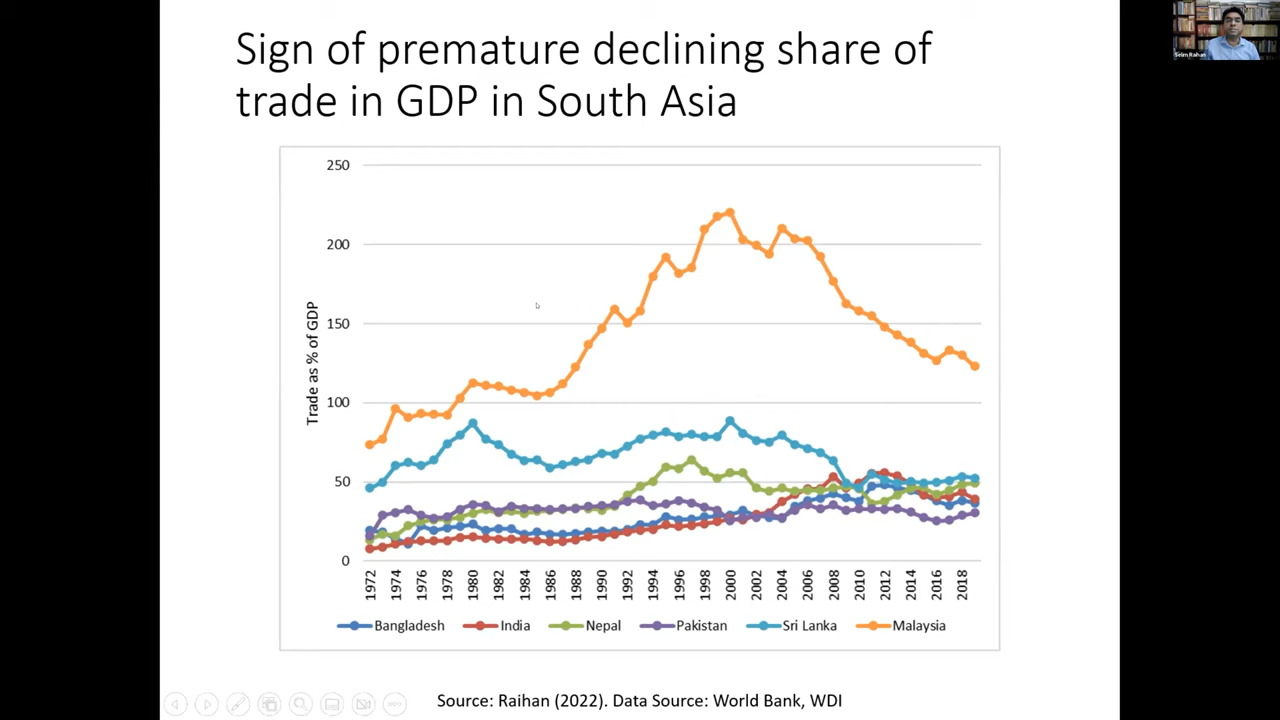 Sign of premature declining share of
trade in GDP in South Asia
Selim Raihan
250
200
150
100
50
0
Trade as % of GDP
1972 1974 1976 1978 1980 1982 1984 1986 1988 1990 1992 1994 1996 1998 2000 2002 2004 2006 2008 2010 2012 2014 2016 2018
Bangladesh India Nepal Pakistan Sri Lanka Malaysia
Source: Raihan (2022). Data Source: World Bank, WDI